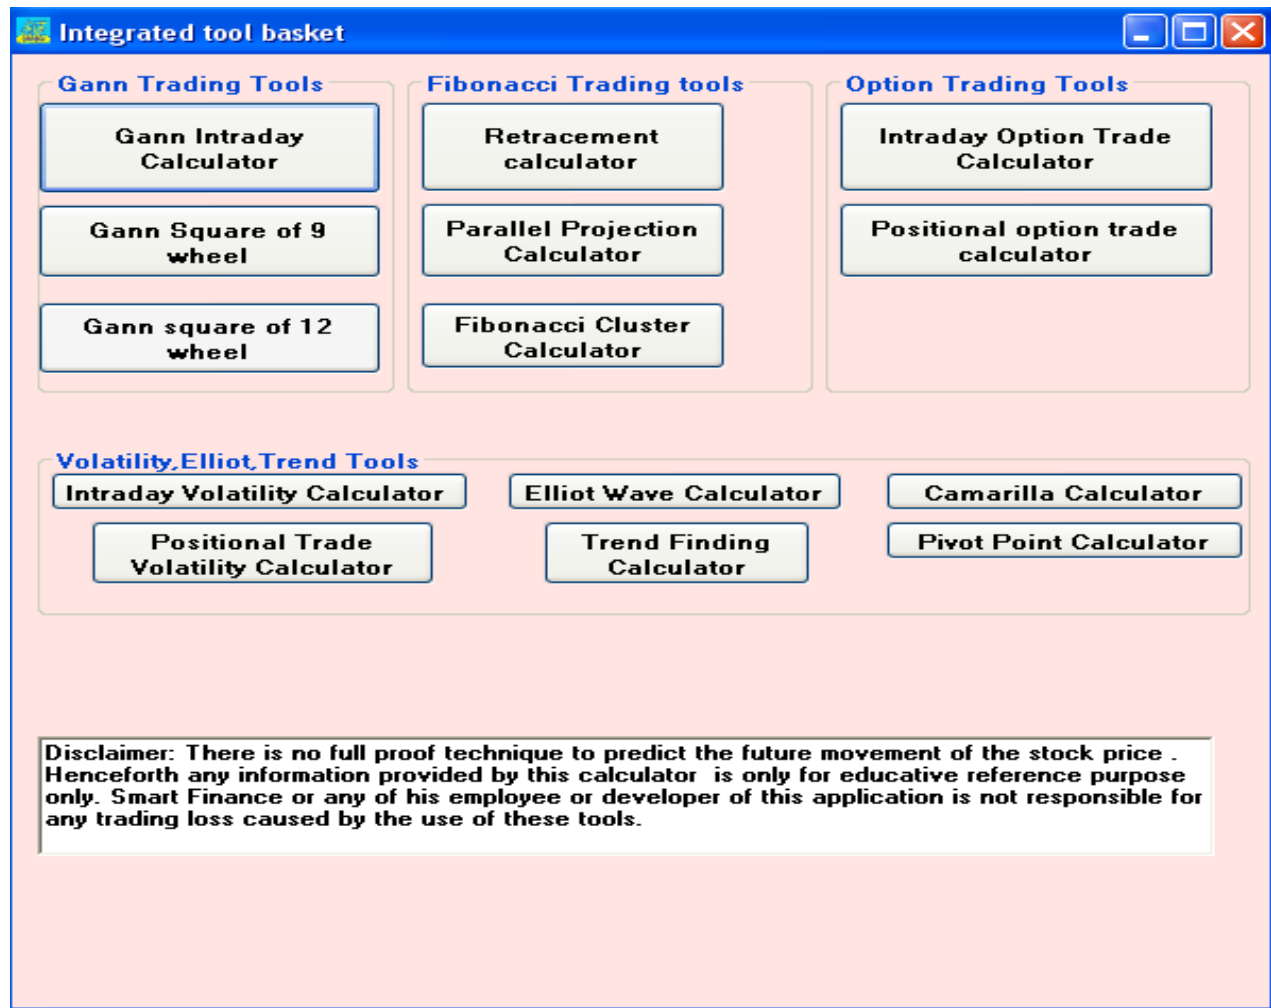 Integrated tool basket
Gann Trading Tools
Gann Intraday
Calculator
Gann Square of 9
wheel
Gann square of 12
wheel
Fibonacci Trading tools
Retracement
calculator
Parallel Projection
Calculator
Fibonacci Cluster
Calculator
Option Trading Tools
Intraday Option Trade
Calculator
Positional option trade
calculator
Volatility,Elliot,Trend Tools
Intraday Volatility Calculator
Elliot Wave Calculator
Camarilla Calculator
Positional Trade
Volatility Calculator
Trend Finding
Calculator
Pivot Point Calculator
Disclaimer: There is no full proof technique to predict the future movement of the stock price .
Henceforth any information provided by this calculator  is only for educative reference purpose
only. Smart Finance or any of his employee or developer of this application is not responsible for
any trading loss caused by the use of these tools.